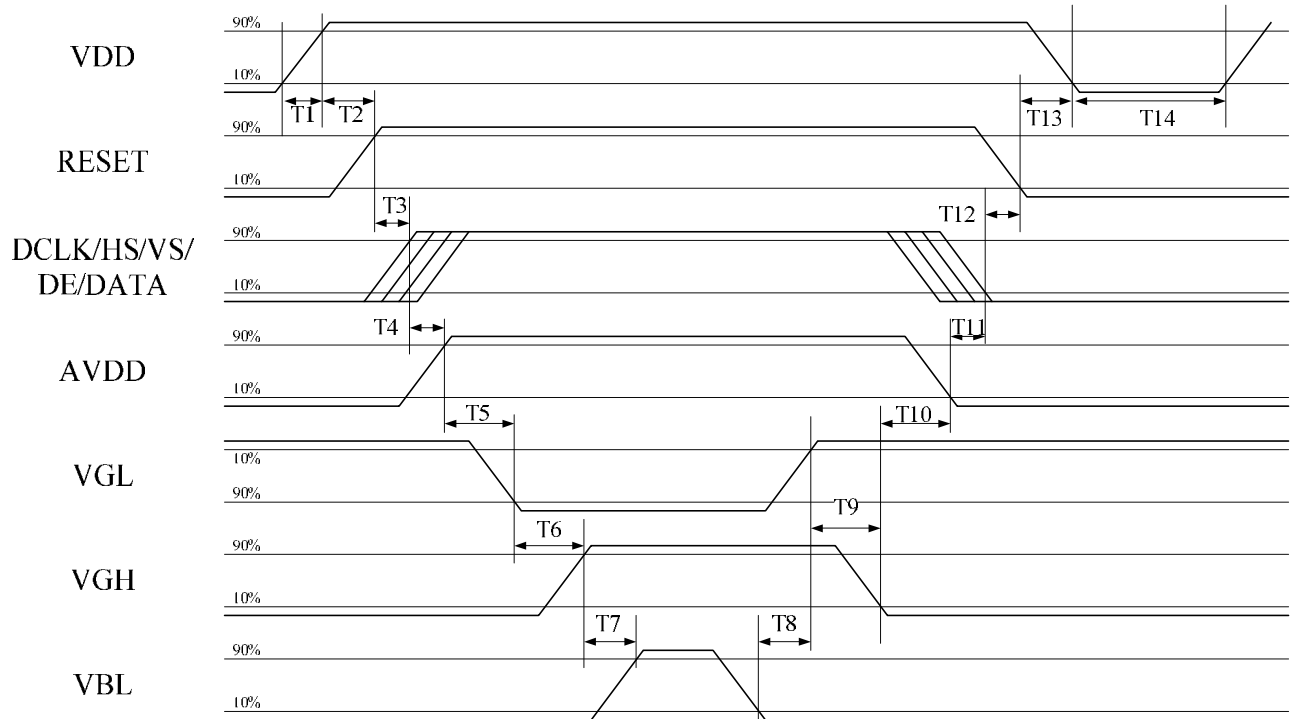 90%
VDD
10%
T1 T2 T13 T14
90%
RESET
10%
T3 T12
90%
DCLK/HS/VS/
DE/DATA
10%
T4 T11
90%
AVDD
10%
T5 T10
10%
VGL
90%
T9
T6
90%
VGH
10%
T7 T8
90%
VBL
10%